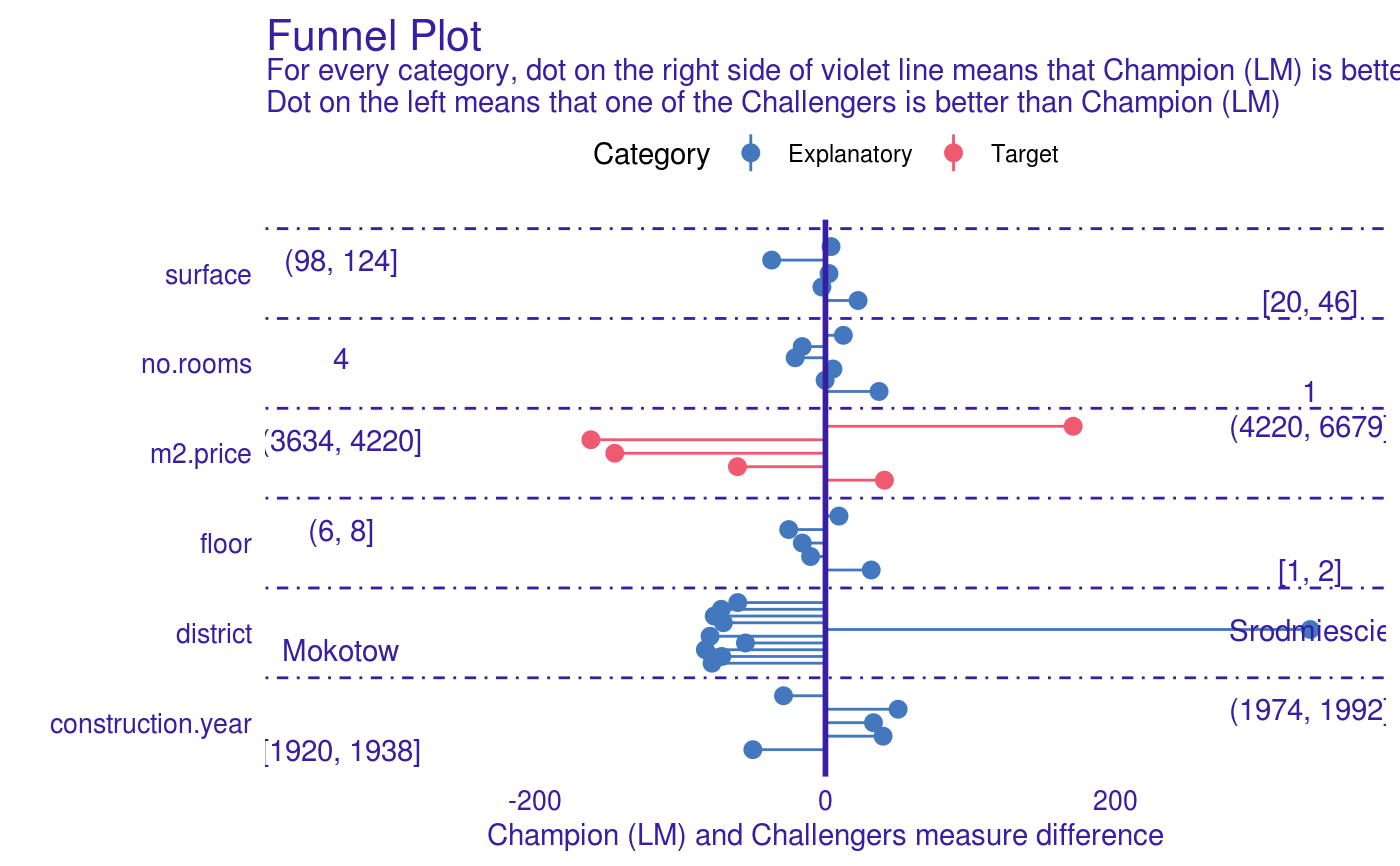 Funnel Plot
For every category, dot on the right side of violet line means that Champion (LM) is bette
Dot on the left means that one of the Challengers is better than Champion (LM)
Category Explanatory Target
(98, 124]
surface
[20, 46]
no.rooms 4
1
(4220, 6679]
(3634, 4220]
m2.price
(6, 8]
floor
[1, 2]
district Srodmiescie
Mokotow
(1974, 1992]
construction.year
[1920, 1938]
-200 0 200
Champion (LM) and Challengers measure difference